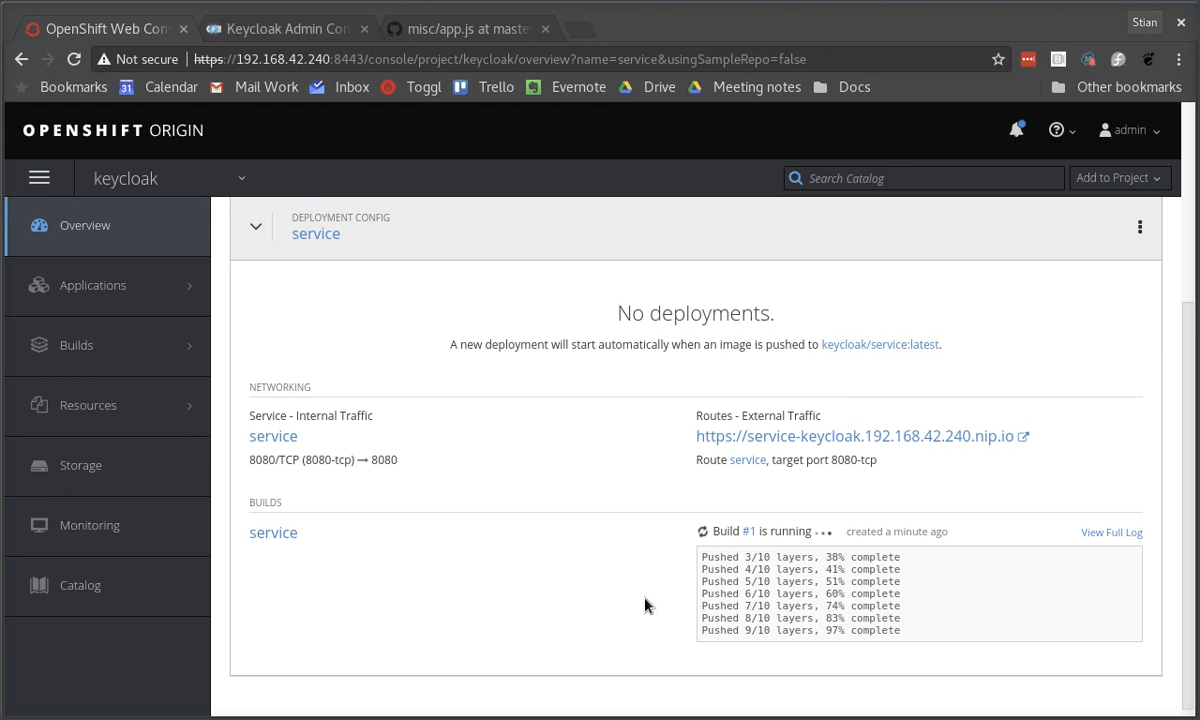 OpenShift Web Con
Keycloak Admin Con
misc/app.js at maste
Stian
Not secure https://192.168.42.240:8443/console/project/keycloak/overview?name=service&usingSampleRepo=false
Bookmarks 31 Calendar Mail Work Inbox Toggl Trello Evernote Drive Meeting notes Docs Other bookmarks
OPENSHIFT ORIGIN
admin
keycloak
Search Catalog
Add to Project
Overview
Applications
Builds
Resources
Storage
Monitoring
Catalog
DEPLOYMENT CONFIG
service
No deployments.
A new deployment will start automatically when an image is pushed to keycloak/service:latest.
NETWORKING
Service - Internal Traffic
service
8080/TCP (8080-tcp) → 8080
Routes - External Traffic
https://service-keycloak.192.168.42.240.nip.io
Route service, target port 8080-tcp
BUILDS
service
Build #1 is running created a minute ago View Full Log
Pushed 3/10 layers, 38% complete
Pushed 4/10 layers, 41% complete
Pushed 5/10 layers, 51% complete
Pushed 6/10 layers, 60% complete
Pushed 7/10 layers, 74% complete
Pushed 8/10 layers, 83% complete
Pushed 9/10 layers, 97% complete